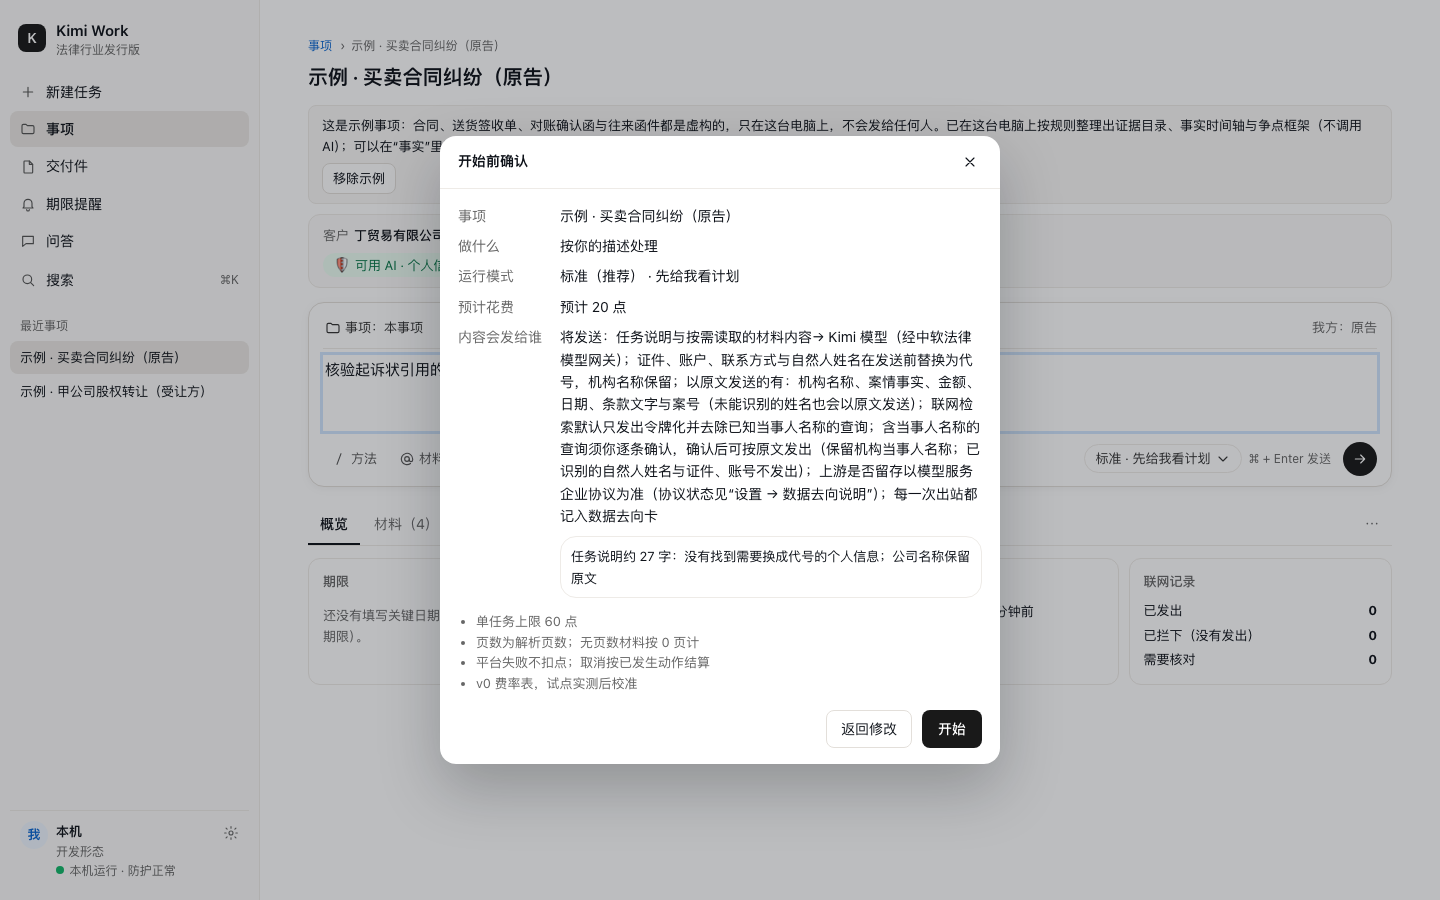 K
Kimi Work
法律行业发行版
新建任务
事项
交付件
期限提醒
问答
搜索 ⌘K
最近事项
示例 · 买卖合同纠纷（原告）
示例 · 甲公司股权转让（受让方）
我
本机
开发形态
本机运行 · 防护正常
事项 › 示例 · 买卖合同纠纷（原告）
示例 · 买卖合同纠纷（原告）
这是示例事项：合同、送货签收单、对账确认函与往来函件都是虚构的，只在这台电脑上，不会发给任何人。已在这台电脑上按规则整理出证据目录、事实时间轴与争点框架（不调用
AI）；可以在“事实”里
移除示例
客户 丁贸易有限公司
可用 AI · 个人信
事项：本事项
我方：原告
核验起诉状引用的
/ 方法 @ 材料
标准 · 先给我看计划
⌘ + Enter 发送
概览 材料（4）
···
期限
还没有填写关键日期
期限）。
分钟前
联网记录
已发出 0
已拦下（没有发出） 0
需要核对 0
开始前确认
事项 示例 · 买卖合同纠纷（原告）
做什么 按你的描述处理
运行模式 标准（推荐） · 先给我看计划
预计花费 预计 20 点
内容会发给谁 将发送：任务说明与按需读取的材料内容→ Kimi 模型（经中软法律
模型网关）；证件、账户、联系方式与自然人姓名在发送前替换为代
号，机构名称保留；以原文发送的有：机构名称、案情事实、金额、
日期、条款文字与案号（未能识别的姓名也会以原文发送）；联网检
索默认只发出令牌化并去除已知当事人名称的查询；含当事人名称的
查询须你逐条确认，确认后可按原文发出（保留机构当事人名称；已
识别的自然人姓名与证件、账号不发出）；上游是否留存以模型服务
企业协议为准（协议状态见“设置 → 数据去向说明”）；每一次出站都
记入数据去向卡
任务说明约 27 字：没有找到需要换成代号的个人信息；公司名称保留
原文
• 单任务上限 60 点
• 页数为解析页数；无页数材料按 0 页计
• 平台失败不扣点；取消按已发生动作结算
• v0 费率表，试点实测后校准
返回修改
开始